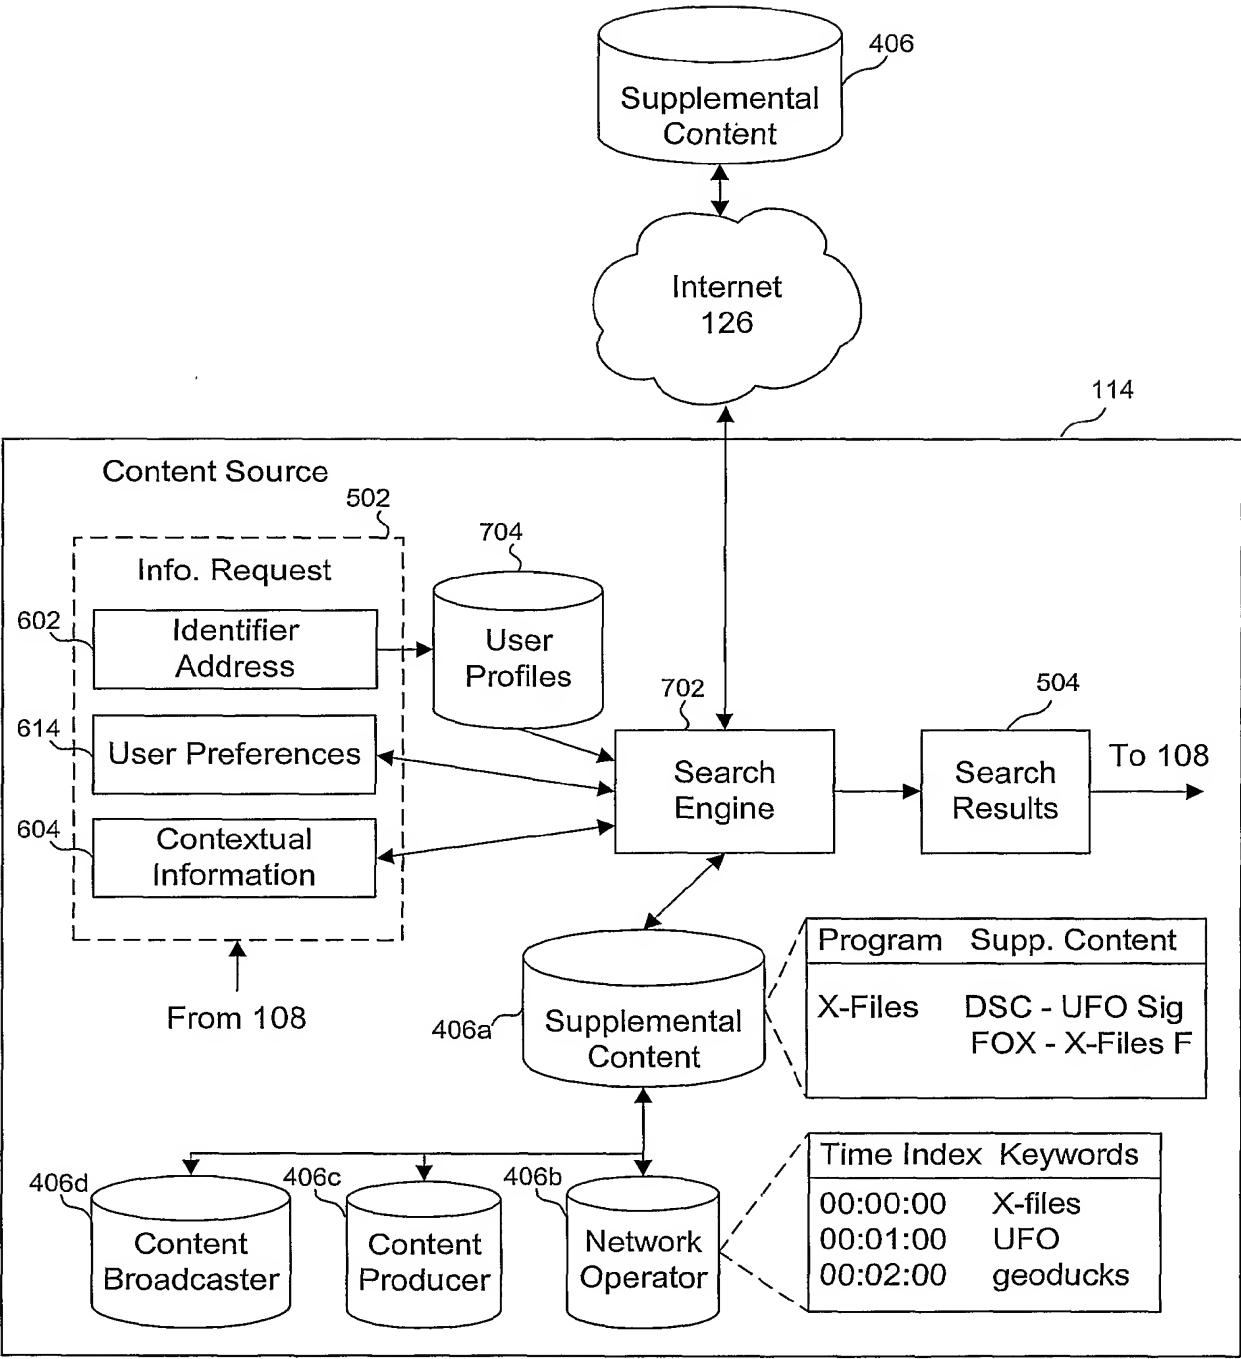 406
Supplemental
Content
Internet
126
114
Content Source
502
704
Info. Request
602
Identifier
Address
User
Profiles
702
504
614
User Preferences
Search
Engine
Search
Results
To 108
604
Contextual
Information
Program Supp. Content
From 108
406a
Supplemental
Content
X-Files DSC - UFO Sig
FOX - X-Files F
406d
406c
406b
Time Index Keywords
Content
Broadcaster
Content
Producer
Network
Operator
00:00:00 X-files
00:01:00 UFO
00:02:00 geoducks